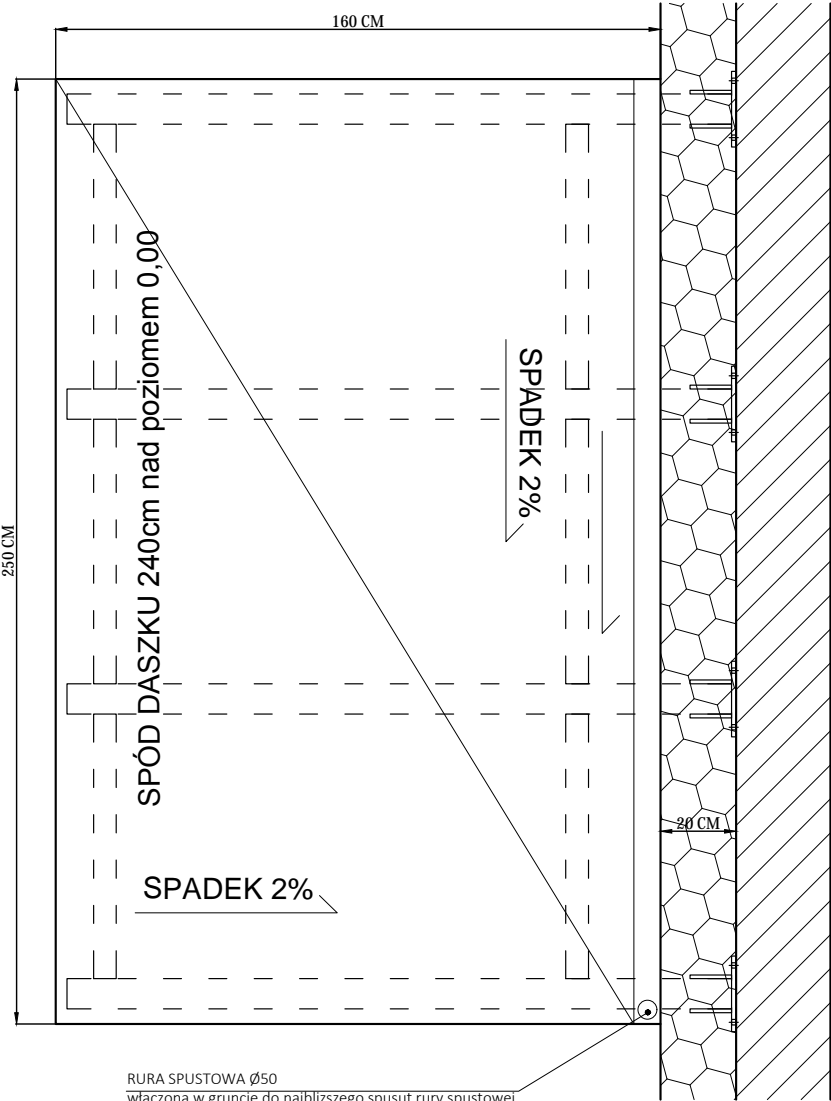 160 CM
250 CM
SPÓD DASZKU 240cm nad poziomem 0,00
SPADEK 2%
20 CM
SPADEK 2%
RURA SPUSTOWA Ø50
włączona w gruncie do najbliższego spusut rury spustowej